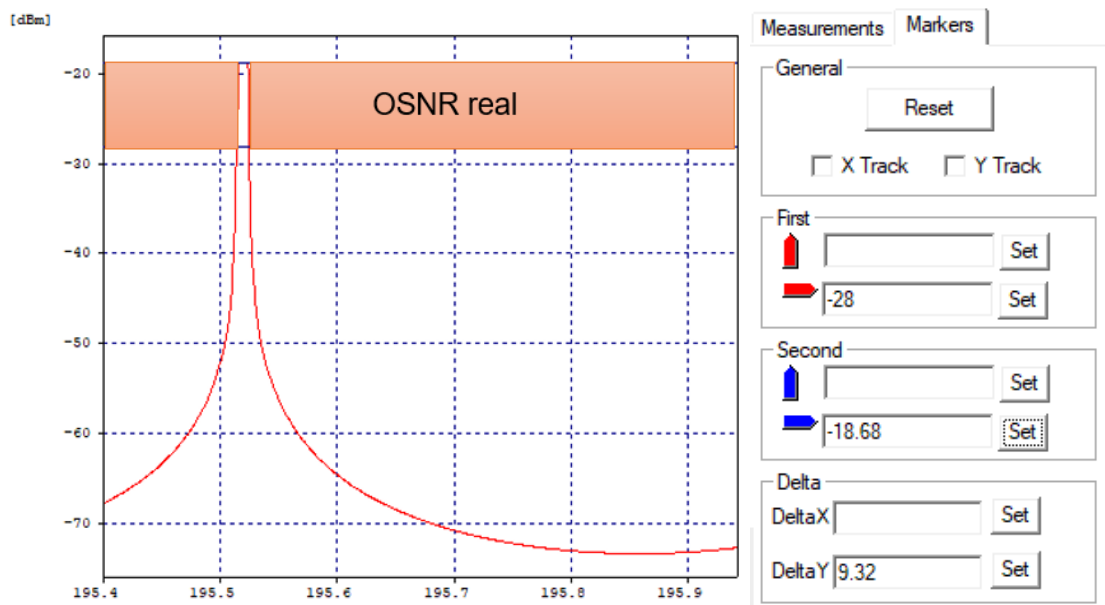 [dBm]
-20
-30
-40
-50
-60
-70
195.4 195.5 195.6 195.7 195.8 195.9
OSNR real
Measurements Markers
General
Reset
X Track Y Track
First
Set
-28 Set
Second
Set
-18.68 Set
Delta
DeltaX Set
DeltaY 9.32 Set